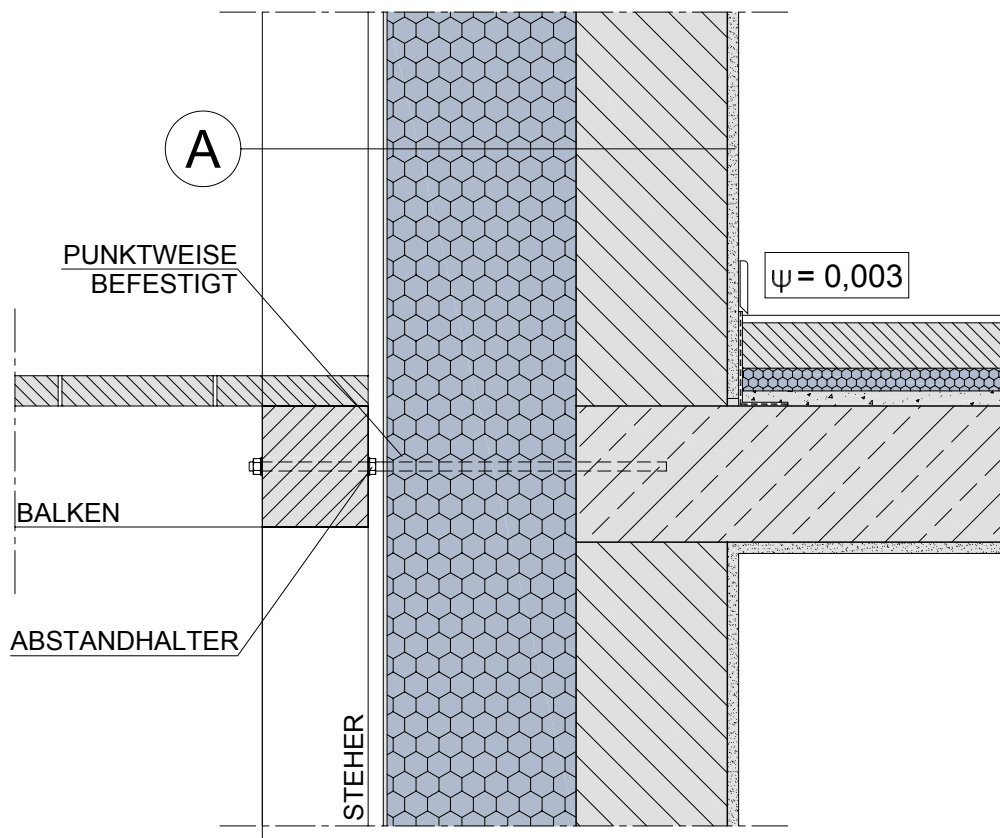 A
PUNKTWEISE
BEFESTIGT
ψ = 0,003
BALKEN
ABSTANDHALTER
STEHER